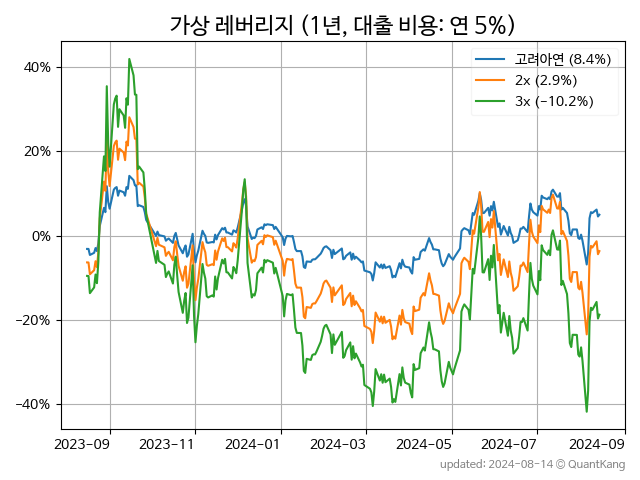 가상 레버리지 (1년, 대출 비용: 연 5%)
고려아연 (8.4%)
2x (2.9%)
3x (−10.2%)
40%
20%
0%
−20%
−40%
2023−09 2023−11 2024−01 2024−03 2024−05 2024−07 2024−09
updated: 2024-08-14 © QuantKang